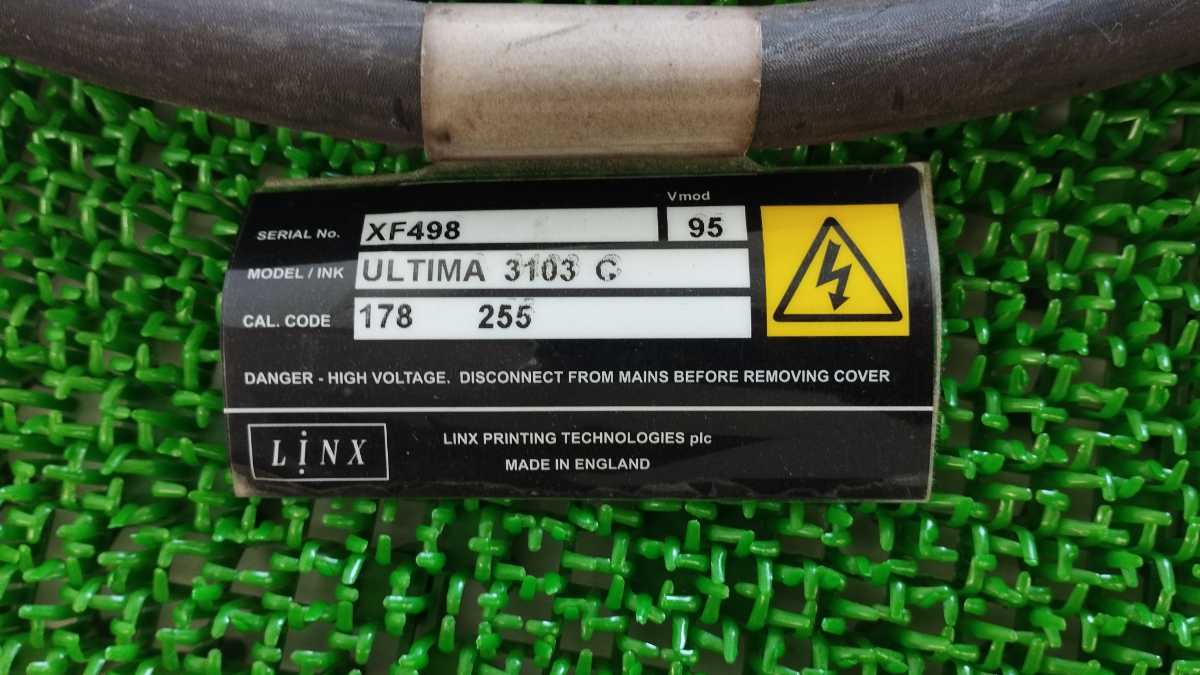 Vmod
SERIAL No. XF498 95
MODEL / INK ULTIMA 3103 C
CAL. CODE 178 255
DANGER - HIGH VOLTAGE. DISCONNECT FROM MAINS BEFORE REMOVING COVER
LiNX LINX PRINTING TECHNOLOGIES plc
MADE IN ENGLAND